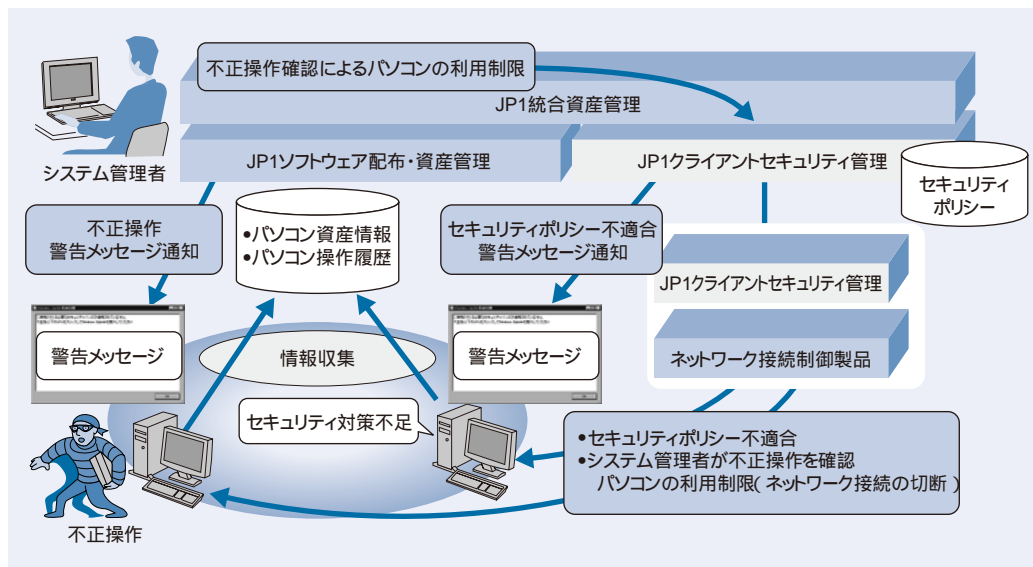 不正操作確認によるパソコンの利用制限
JP1統合資産管理
システム管理者
JP1ソフトウェア配布・資産管理
JP1クライアントセキュリティ管理
セキュリティ
ポリシー
不正操作
警告メッセージ通知
•パソコン資産情報
•パソコン操作履歴
セキュリティポリシー不適合
警告メッセージ通知
JP1クライアントセキュリティ管理
ネットワーク接続制御製品
警告メッセージ
情報収集
警告メッセージ
セキュリティ対策不足
•セキュリティポリシー不適合
•システム管理者が不正操作を確認
パソコンの利用制限(ネットワーク接続の切断)
不正操作